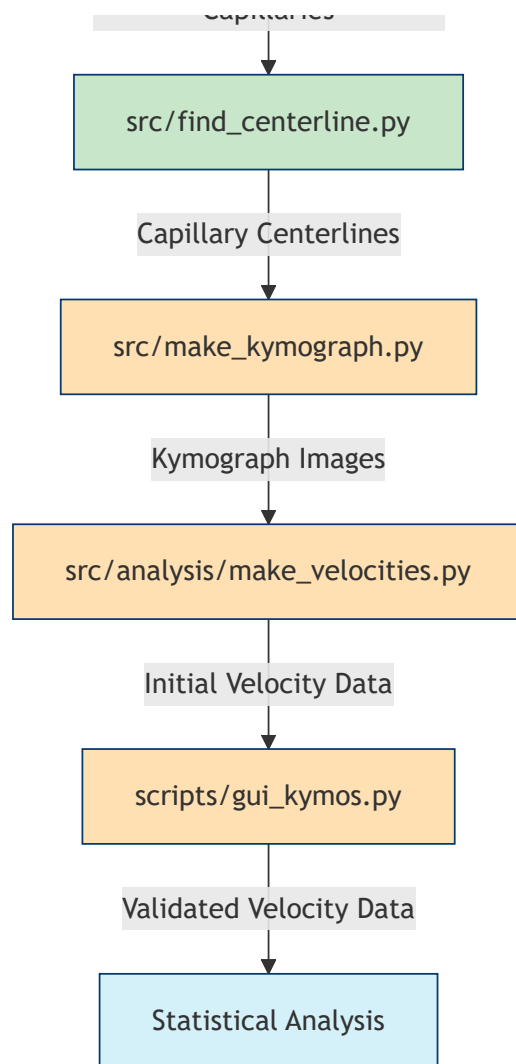 Capillaries
src/find_centerline.py
Capillary Centerlines
src/make_kymograph.py
Kymograph Images
src/analysis/make_velocities.py
Initial Velocity Data
scripts/gui_kymos.py
Validated Velocity Data
Statistical Analysis